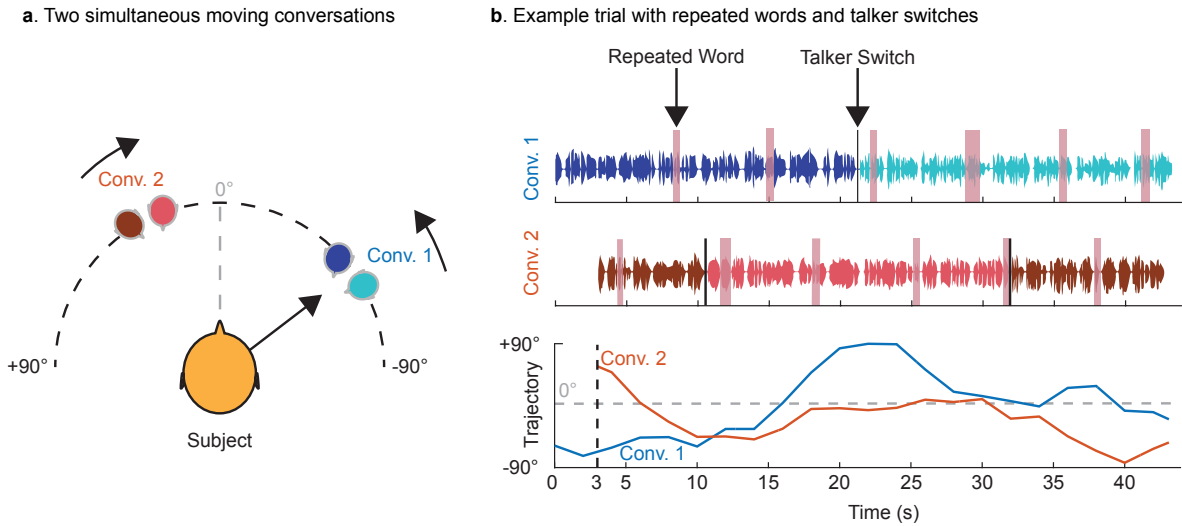 a. Two simultaneous moving conversations
Conv. 2
0°
Conv. 1
+90°
-90°
Subject
b. Example trial with repeated words and talker switches
Repeated Word
Talker Switch
Conv. 1
Conv. 2
Trajectory
+90°
0°
-90°
Conv. 2
Conv. 1
0 3 5 10 15 20 25 30 35 40
Time (s)